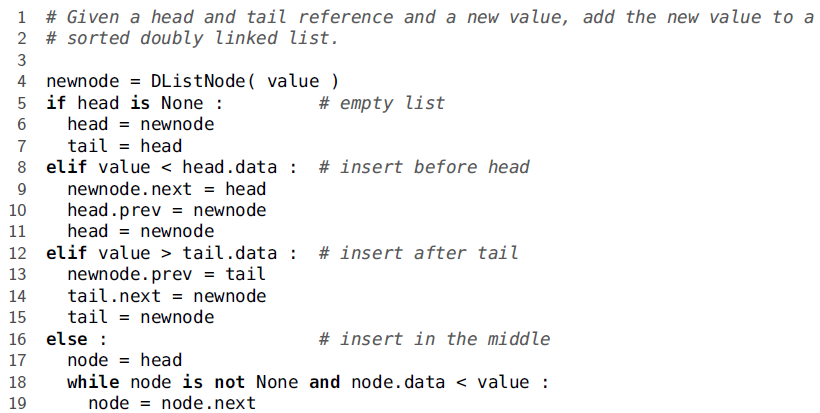 1 # Given a head and tail reference and a new value, add the new value to a
2 # sorted doubly linked list.
3
4 newnode = DListNode( value )
5 if head is None :         # empty list
6   head = newnode
7   tail = head
8 elif value < head.data :  # insert before head
9   newnode.next = head
10   head.prev = newnode
11   head = newnode
12 elif value > tail.data :  # insert after tail
13   newnode.prev = tail
14   tail.next = newnode
15   tail = newnode
16 else :                    # insert in the middle
17   node = head
18   while node is not None and node.data < value :
19     node = node.next